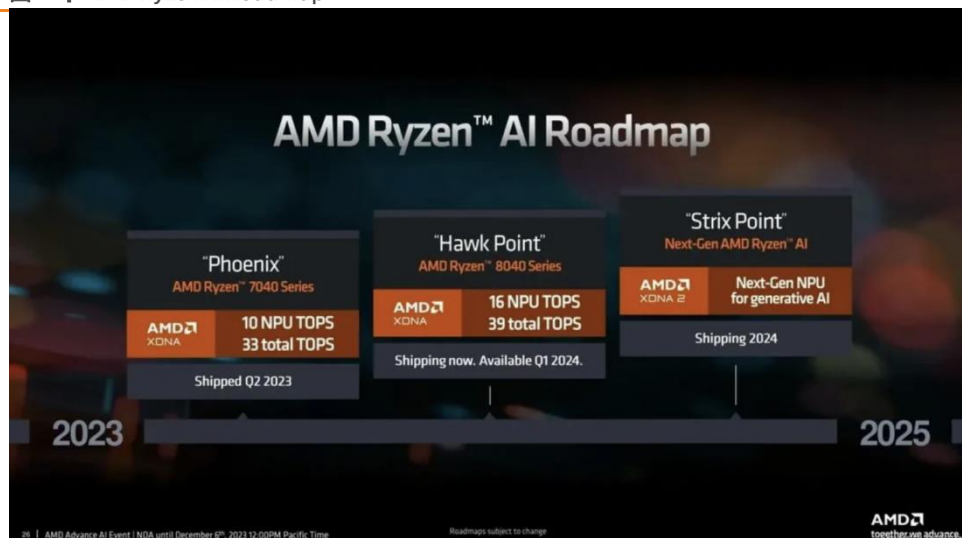 AMD Ryzen™ AI Roadmap
"Phoenix"
AMD Ryzen™ 7040 Series
AMD
XDNA
10 NPU TOPS
33 total TOPS
Shipped Q2 2023
"Hawk Point"
AMD Ryzen™ 8040 Series
AMD
XDNA
16 NPU TOPS
39 total TOPS
Shipping now. Available Q1 2024.
"Strix Point"
Next-Gen AMD Ryzen™ AI
AMD
XDNA 2
Next-Gen NPU
for generative AI
Shipping 2024
2023
2025
26 | AMD Advance AI Event | NDA until December 6th, 2023 12:00PM Pacific Time
Roadmaps subject to change
AMD
together we advance_